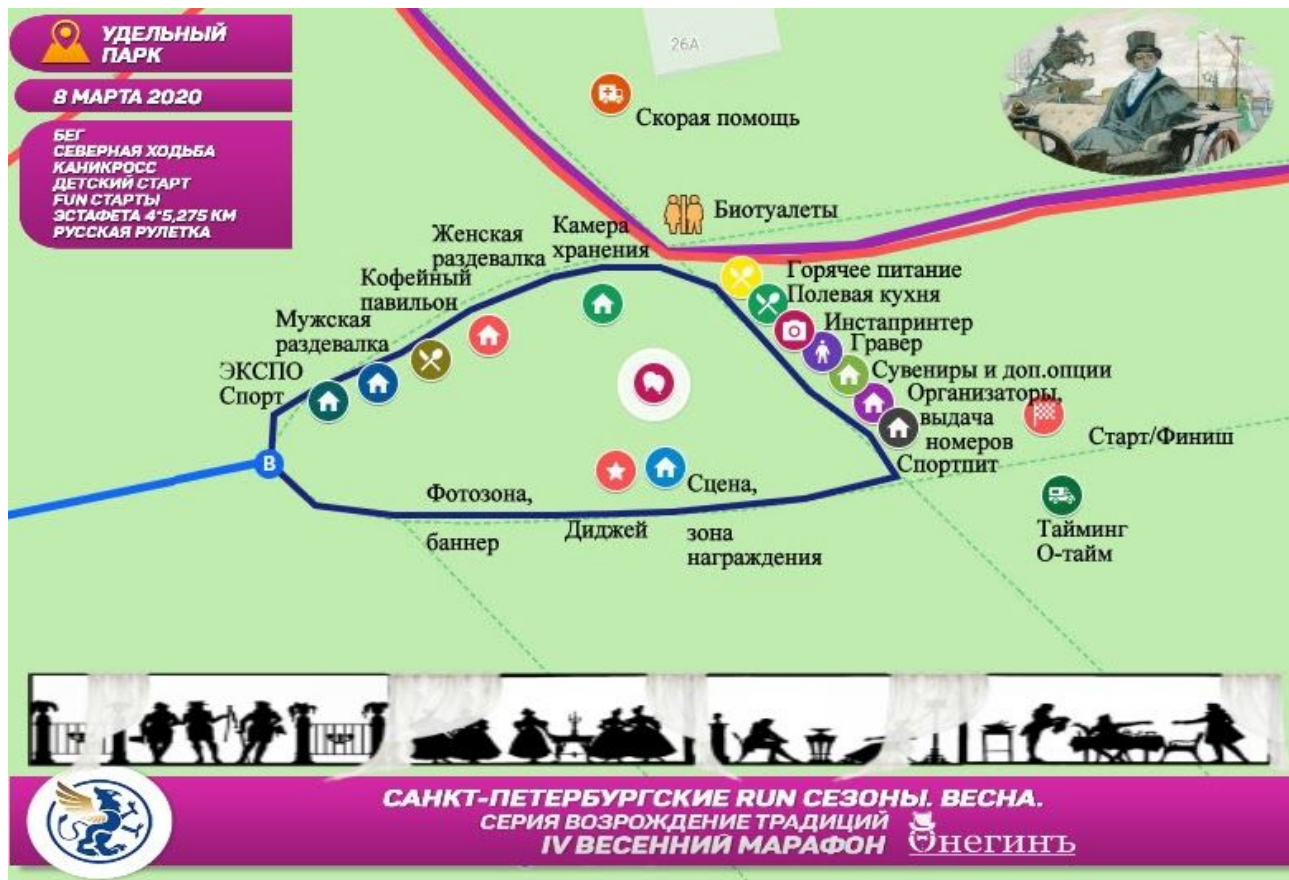 УДЕЛЬНЫЙ
ПАРК
8 МАРТА 2020
БЕГ
СЕВЕРНАЯ ХОДЬБА
КАНИКРОСС
ДЕТСКИЙ СТАРТ
FUN СТАРТЫ
ЭСТАФЕТА 4*5,275 КМ
РУССКАЯ РУЛЕТКА
26А
Скорая помощь
Биотуалеты
Камера
хранения
Женская
раздевалка
Кофейный
павильон
Мужская
раздевалка
ЭКСПО
Спорт
B
Горячее питание
Полевая кухня
Инстапринтер
Гравер
Сувениры и доп.опции
Организаторы,
выдача
номеров
Спортпит
Старт/Финиш
Тайминг
О-тайм
Фотозона,
баннер
Диджей
Сцена,
зона
награждения
САНКТ-ПЕТЕРБУРГСКИЕ RUN СЕЗОНЫ. ВЕСНА.
СЕРИЯ ВОЗРОЖДЕНИЕ ТРАДИЦИЙ
IV ВЕСЕННИЙ МАРАФОН Онегинъ